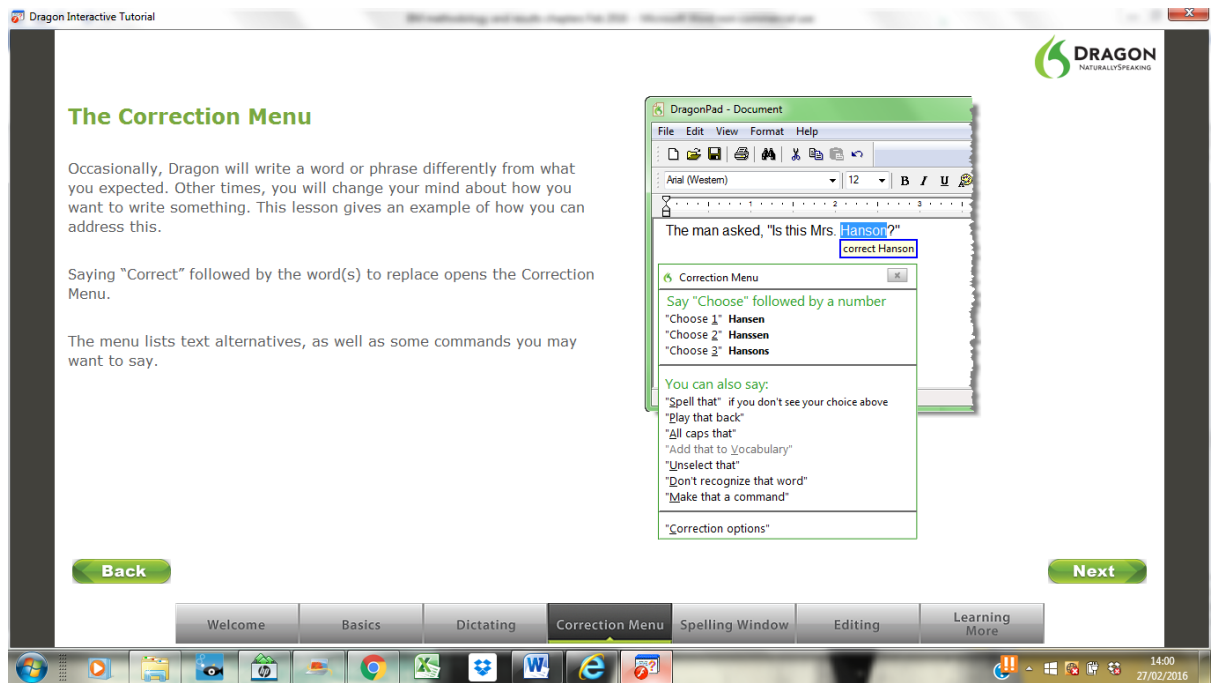 Dragon Interactive Tutorial
DRAGON
NATURALLYSPEAKING
The Correction Menu
Occasionally, Dragon will write a word or phrase differently from what
you expected. Other times, you will change your mind about how you
want to write something. This lesson gives an example of how you can
address this.
Saying “Correct” followed by the word(s) to replace opens the Correction
Menu.
The menu lists text alternatives, as well as some commands you may
want to say.
DragonPad - Document
File Edit View Format Help
Arial (Western) 12 B I U
1 2 3
The man asked, "Is this Mrs. Hanson?"
correct Hanson
Correction Menu
Say "Choose" followed by a number
"Choose 1" Hansen
"Choose 2" Hanssen
"Choose 3" Hansons
You can also say:
"Spell that" if you don't see your choice above
"Play that back"
"All caps that"
"Add that to Vocabulary"
"Unselect that"
"Don't recognize that word"
"Make that a command"
"Correction options"
Back
Next
Welcome Basics Dictating Correction Menu Spelling Window Editing Learning
More
14:00
27/02/2016